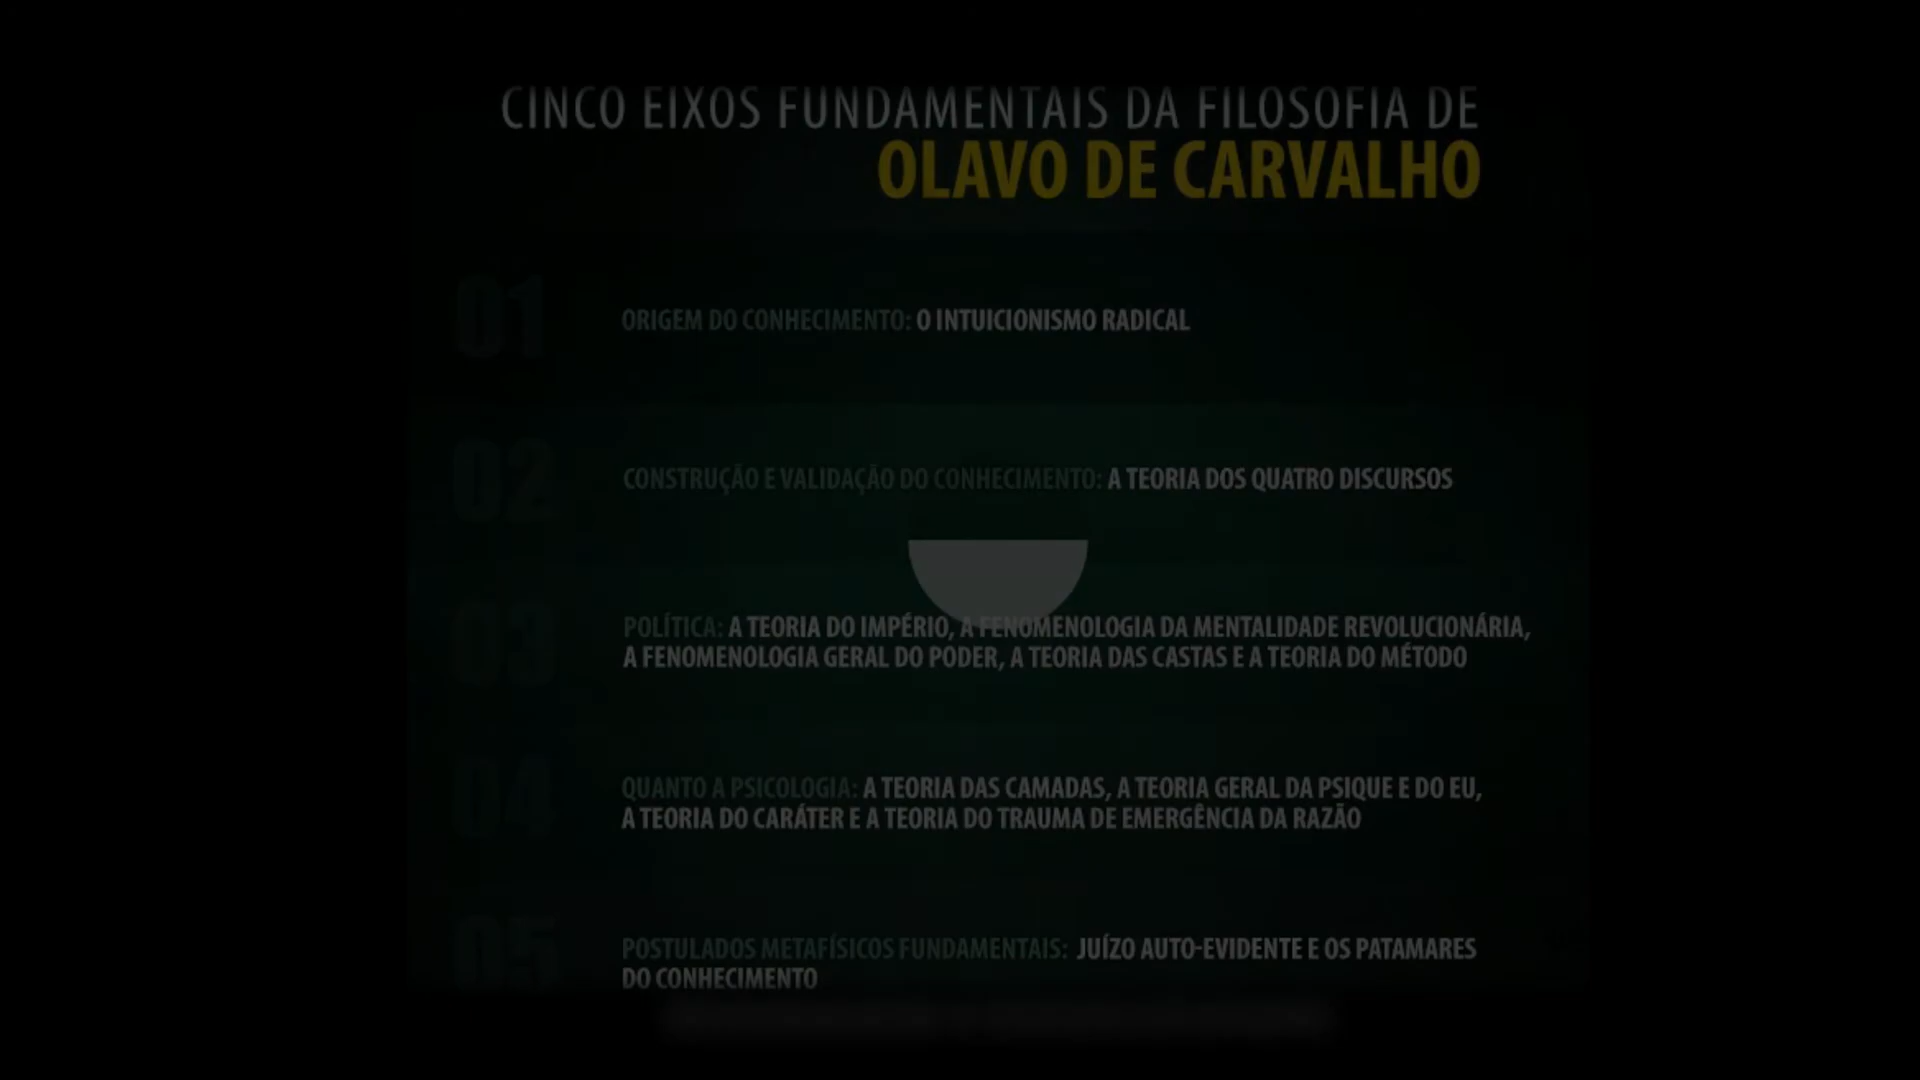 CINCO EIXOS FUNDAMENTAIS DA FILOSOFIA DE
OLAVO DE CARVALHO
01
ORIGEM DO CONHECIMENTO: O INTUICIONISMO RADICAL
02
CONSTRUÇÃO E VALIDAÇÃO DO CONHECIMENTO: A TEORIA DOS QUATRO DISCURSOS
03
POLÍTICA: A TEORIA DO IMPÉRIO, A FENOMENOLOGIA DA MENTALIDADE REVOLUCIONÁRIA,
A FENOMENOLOGIA GERAL DO PODER, A TEORIA DAS CASTAS E A TEORIA DO MÉTODO
04
QUANTO A PSICOLOGIA: A TEORIA DAS CAMADAS, A TEORIA GERAL DA PSIQUE E DO EU,
A TEORIA DO CARÁTER E A TEORIA DO TRAUMA DE EMERGÊNCIA DA RAZÃO
05
POSTULADOS METAFÍSICOS FUNDAMENTAIS: JUÍZO AUTO-EVIDENTE E OS PATAMARES
DO CONHECIMENTO